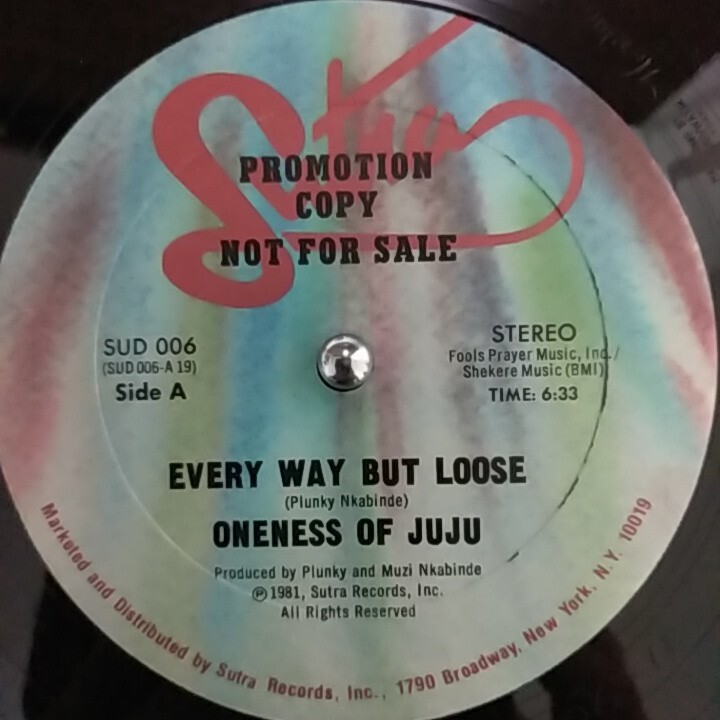 Sutra
PROMOTION
COPY
NOT FOR SALE
SUD 006
(SUD 006-A 19)
Side A
STEREO
Fools Prayer Music, Inc./
Shekere Music (BMI)
TIME: 6:33
EVERY WAY BUT LOOSE
(Plunky Nkabinde)
ONENESS OF JUJU
Produced by Plunky and Muzi Nkabinde
℗1981, Sutra Records, Inc.
All Rights Reserved
Marketed and Distributed by Sutra Records, Inc., 1790 Broadway, New York, N.Y. 10019